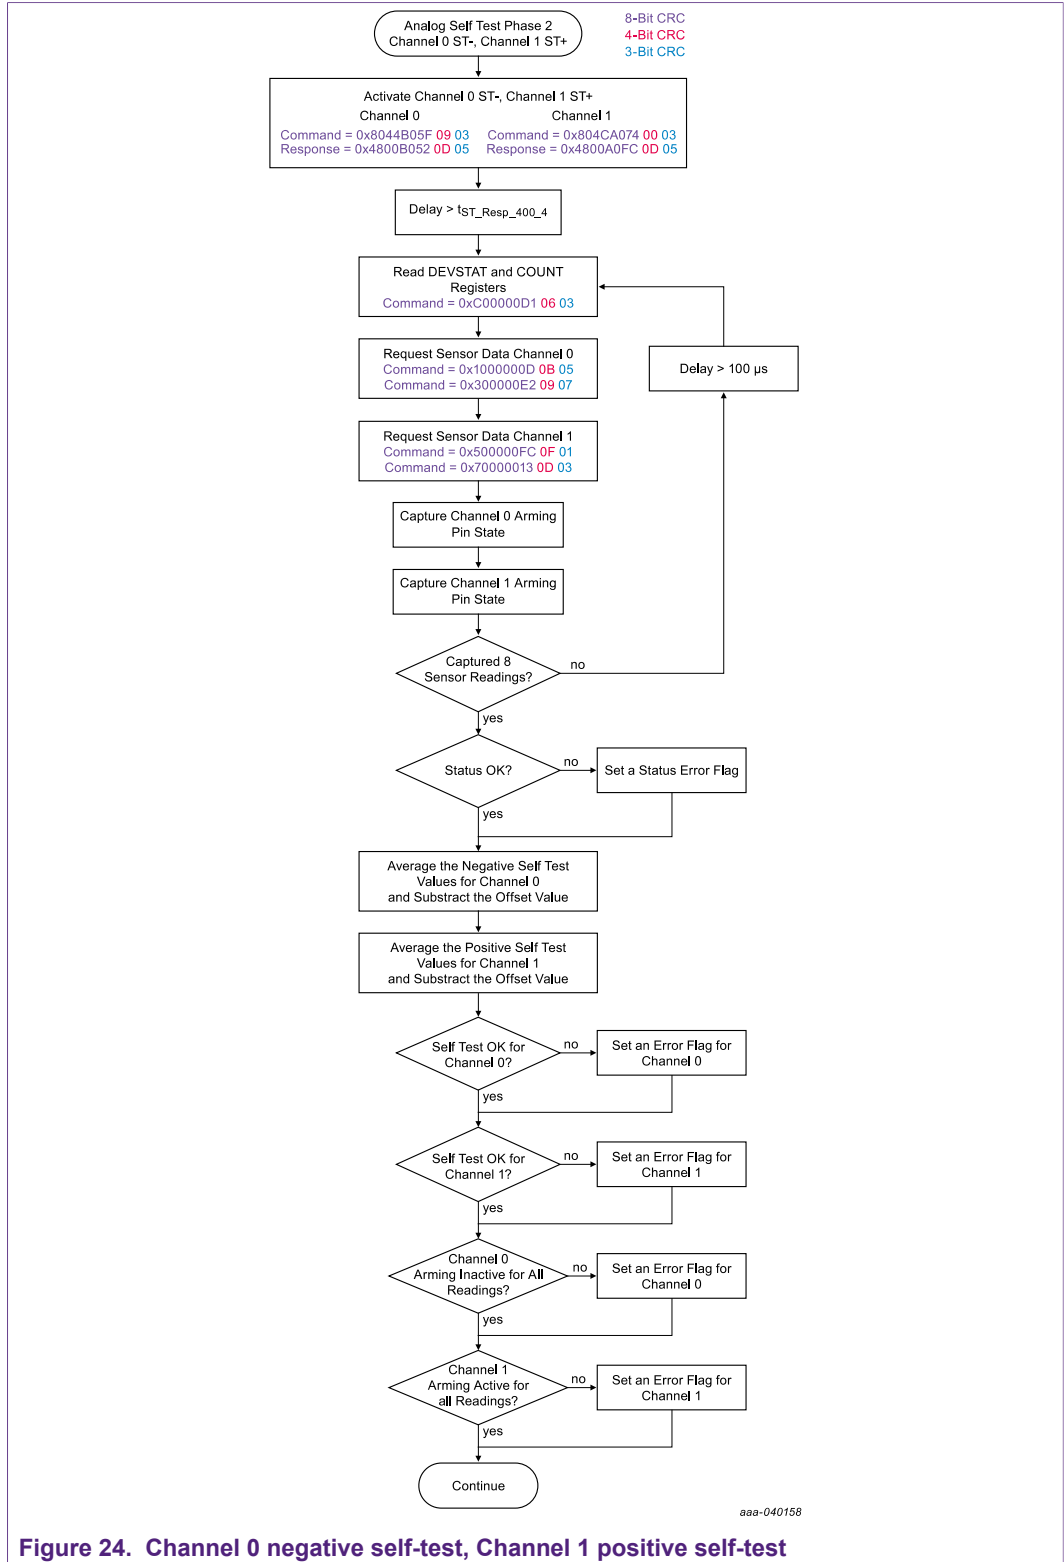 Analog Self Test Phase 2
Channel 0 ST-, Channel 1 ST+
8-Bit CRC
4-Bit CRC
3-Bit CRC
Activate Channel 0 ST-, Channel 1 ST+
Channel 0
Channel 1
Command = 0x8044B05F 09 03
Command = 0x804CA074 00 03
Response = 0x4800B052 0D 05
Response = 0x4800A0FC 0D 05
Delay > tST_Resp_400_4
Read DEVSTAT and COUNT
Registers
Command = 0xC00000D1 06 03
Request Sensor Data Channel 0
Command = 0x1000000D 0B 05
Command = 0x300000E2 09 07
Delay > 100 µs
Request Sensor Data Channel 1
Command = 0x500000FC 0F 01
Command = 0x70000013 0D 03
Capture Channel 0 Arming
Pin State
Capture Channel 1 Arming
Pin State
Captured 8
Sensor Readings?
no
yes
Status OK?
no
Set a Status Error Flag
yes
Average the Negative Self Test
Values for Channel 0
and Substract the Offset Value
Average the Positive Self Test
Values for Channel 1
and Substract the Offset Value
Self Test OK for
Channel 0?
no
Set an Error Flag for
Channel 0
yes
Self Test OK for
Channel 1?
no
Set an Error Flag for
Channel 1
yes
Channel 0
Arming Inactive for All
Readings?
no
Set an Error Flag for
Channel 0
yes
Channel 1
Arming Active for
all Readings?
no
Set an Error Flag for
Channel 1
yes
Continue
aaa-040158
Figure 24. Channel 0 negative self-test, Channel 1 positive self-test